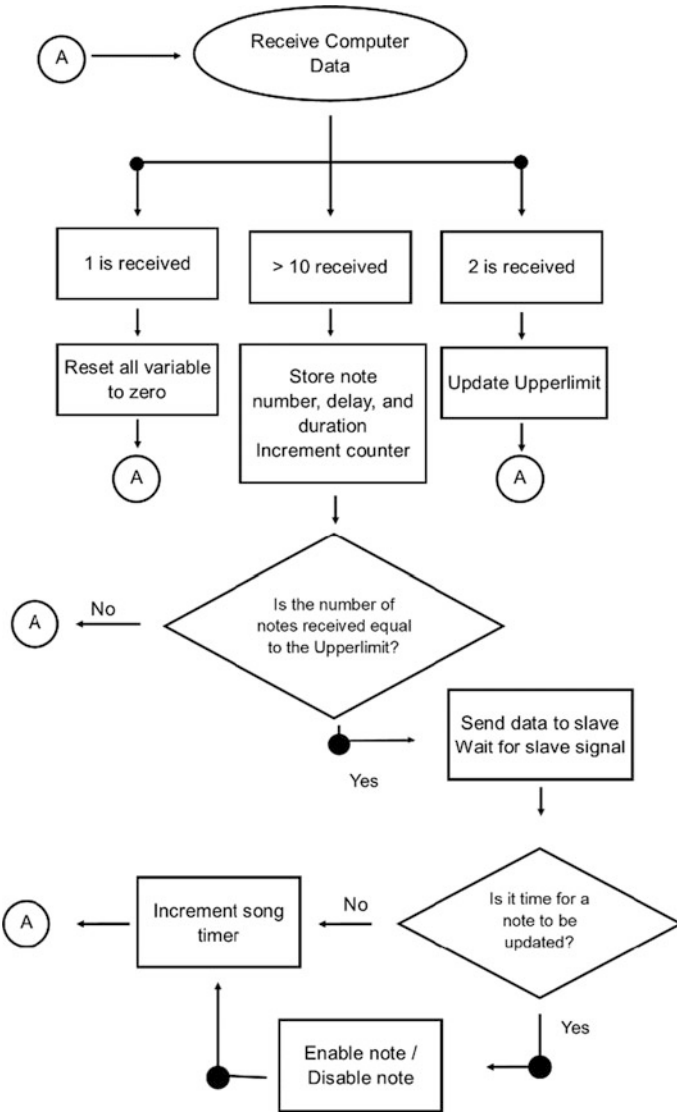 A
Receive Computer
Data
1 is received
> 10 received
2 is received
Reset all variable
to zero
Store note
number, delay, and
duration
Increment counter
Update Upperlimit
A
A
Is the number of
notes received equal
to the Upperlimit?
No
A
Yes
Send data to slave
Wait for slave signal
Is it time for a
note to be
updated?
No
Increment song
timer
A
Yes
Enable note /
Disable note